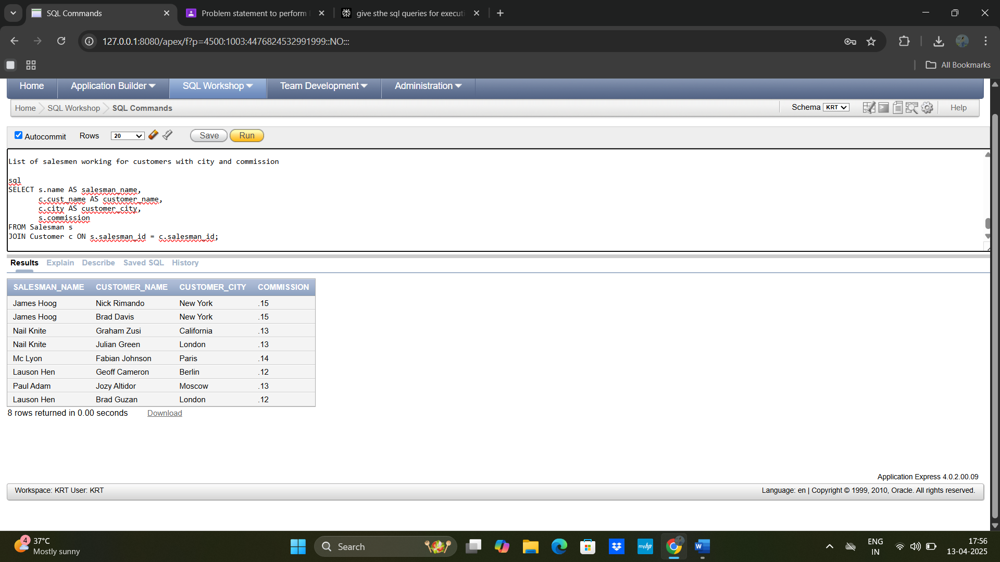 SQL Commands
Problem statement to perform
give sthe sql queries for executi
127.0.0.1:8080/apex/f?p=4500:1003:4476824532991999::NO:::
All Bookmarks
Home Application Builder SQL Workshop Team Development Administration
Home SQL Workshop SQL Commands Schema KRT Help
Autocommit Rows 20 Save Run
List of salesmen working for customers with city and commission
sql
SELECT s.name AS salesman_name,
c.cust_name AS customer_name,
c.city AS customer_city,
s.commission
FROM Salesman s
JOIN Customer c ON s.salesman_id = c.salesman_id;
Results Explain Describe Saved SQL History
SALESMAN_NAME CUSTOMER_NAME CUSTOMER_CITY COMMISSION
James Hoog Nick Rimando New York .15
James Hoog Brad Davis New York .15
Nail Knite Graham Zusi California .13
Nail Knite Julian Green London .13
Mc Lyon Fabian Johnson Paris .14
Lauson Hen Geoff Cameron Berlin .12
Paul Adam Jozy Altidor Moscow .13
Lauson Hen Brad Guzan London .12
8 rows returned in 0.00 seconds Download
Application Express 4.0.2.00.09
Workspace: KRT User: KRT Language: en | Copyright © 1999, 2010, Oracle. All rights reserved.
4 37°C
Mostly sunny
Search
myhp
W
ENG
IN
17:56
13-04-2025